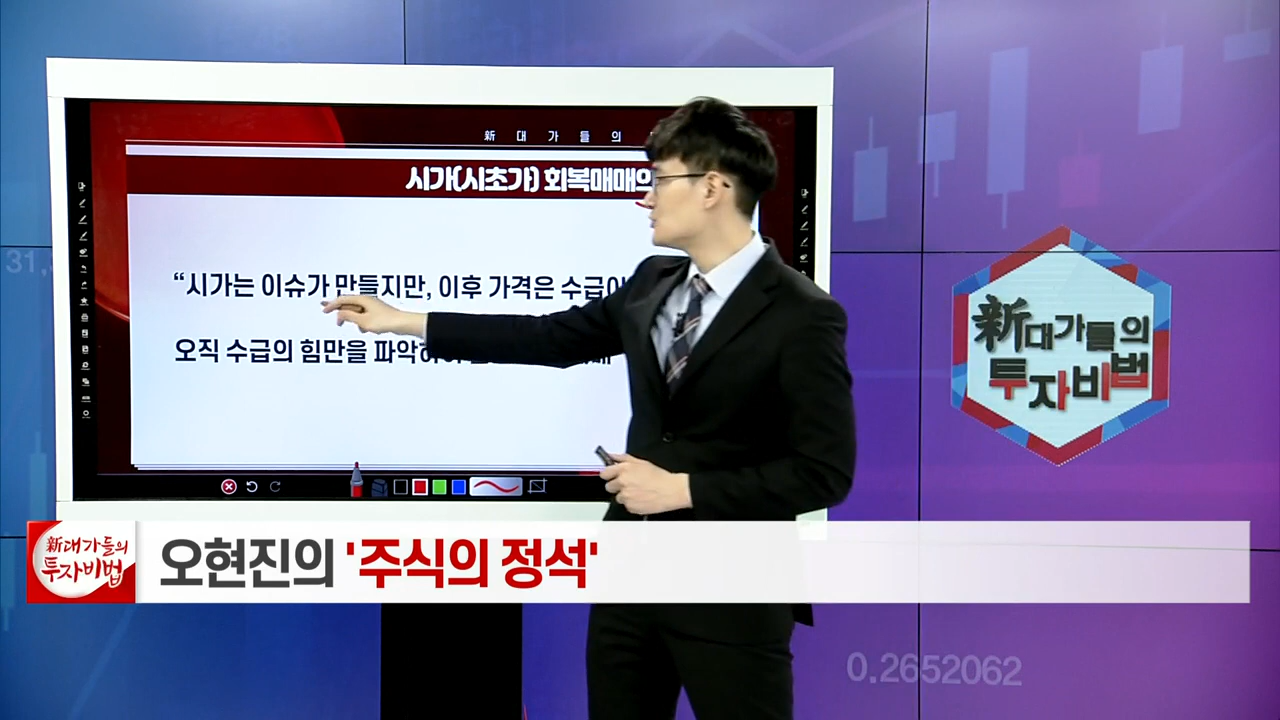 新 대 가 들 의
시가(시초가) 회복매매의
“시가는 이슈가 만들지만, 이후 가격은 수급이
오직 수급의 힘만을 파악하
31,
新대가들의
투자비법
新대가들의
투자비법
오현진의 '주식의 정석'
0.2652062